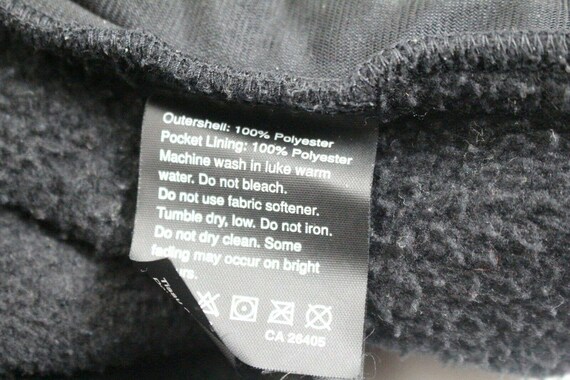 Outershell: 100% Polyester
Pocket Lining: 100% Polyester
Machine wash in luke warm
water. Do not bleach.
Do not use fabric softener.
Tumble dry, low. Do not iron.
Do not dry clean. Some
fading may occur on bright
CA 26405